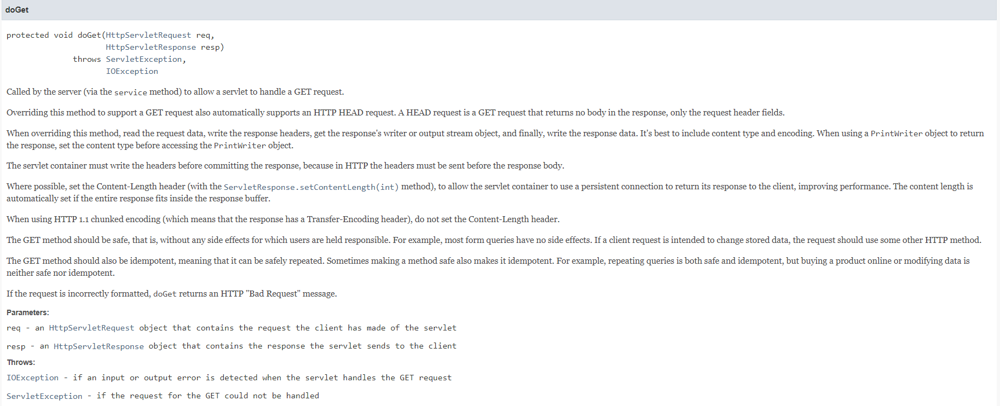 doGet
protected void doGet(HttpServletRequest req,
HttpServletResponse resp)
throws ServletException,
IOException
Called by the server (via the service method) to allow a servlet to handle a GET request.
Overriding this method to support a GET request also automatically supports an HTTP HEAD request. A HEAD request is a GET request that returns no body in the response, only the request header fields.
When overriding this method, read the request data, write the response headers, get the response's writer or output stream object, and finally, write the response data. It's best to include content type and encoding. When using a PrintWriter object to return
the response, set the content type before accessing the PrintWriter object.
The servlet container must write the headers before committing the response, because in HTTP the headers must be sent before the response body.
Where possible, set the Content-Length header (with the ServletResponse.setContentLength(int) method), to allow the servlet container to use a persistent connection to return its response to the client, improving performance. The content length is
automatically set if the entire response fits inside the response buffer.
When using HTTP 1.1 chunked encoding (which means that the response has a Transfer-Encoding header), do not set the Content-Length header.
The GET method should be safe, that is, without any side effects for which users are held responsible. For example, most form queries have no side effects. If a client request is intended to change stored data, the request should use some other HTTP method.
The GET method should also be idempotent, meaning that it can be safely repeated. Sometimes making a method safe also makes it idempotent. For example, repeating queries is both safe and idempotent, but buying a product online or modifying data is
neither safe nor idempotent.
If the request is incorrectly formatted, doGet returns an HTTP "Bad Request" message.
Parameters:
req - an HttpServletRequest object that contains the request the client has made of the servlet
resp - an HttpServletResponse object that contains the response the servlet sends to the client
Throws:
IOException - if an input or output error is detected when the servlet handles the GET request
ServletException - if the request for the GET could not be handled